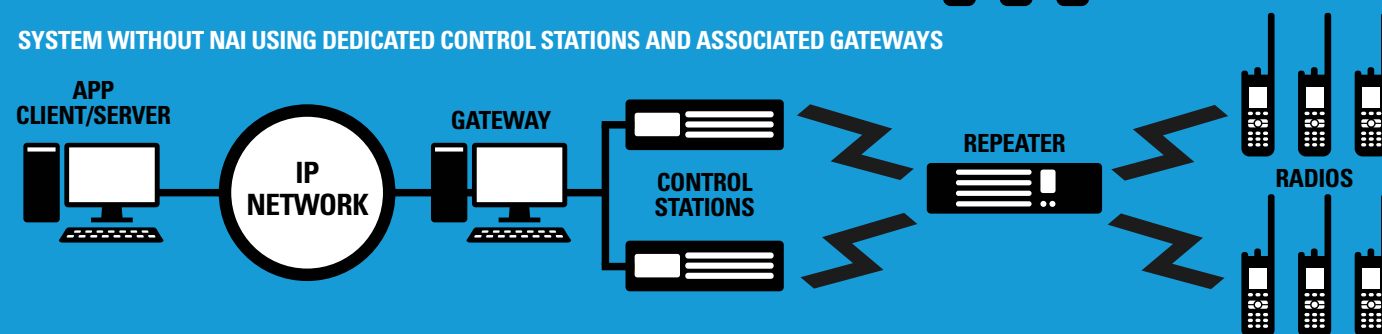 SYSTEM WITHOUT NAI USING DEDICATED CONTROL STATIONS AND ASSOCIATED GATEWAYS
APP
CLIENT/SERVER
IP
NETWORK
GATEWAY
CONTROL
STATIONS
REPEATER
RADIOS